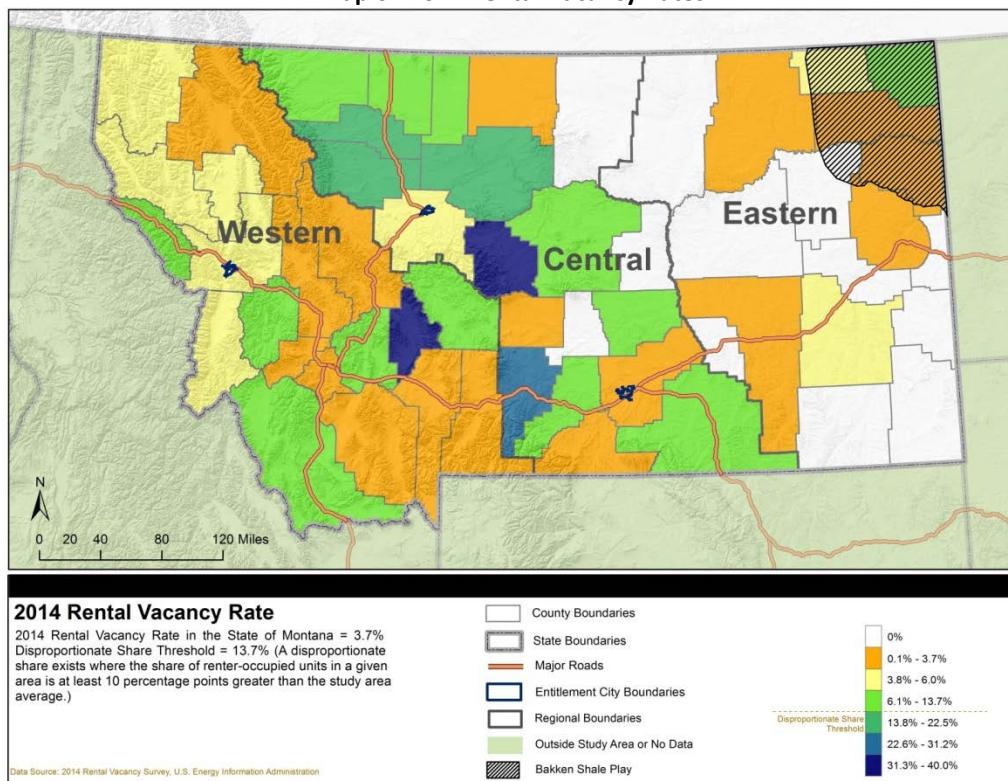 Western
Central
Eastern
N
0 20 40 80 120 Miles
2014 Rental Vacancy Rate
2014 Rental Vacancy Rate in the State of Montana = 3.7%
Disproportionate Share Threshold = 13.7% (A disproportionate
share exists where the share of renter-occupied units in a given
area is at least 10 percentage points greater than the study area
average.)
Data Source: 2014 Rental Vacancy Survey, U.S. Energy Information Administration
County Boundaries
State Boundaries
Major Roads
Entitlement City Boundaries
Regional Boundaries
Outside Study Area or No Data
Bakken Shale Play
0%
0.1% - 3.7%
3.8% - 6.0%
6.1% - 13.7%
Disproportionate Share
Threshold
13.8% - 22.5%
22.6% - 31.2%
31.3% - 40.0%